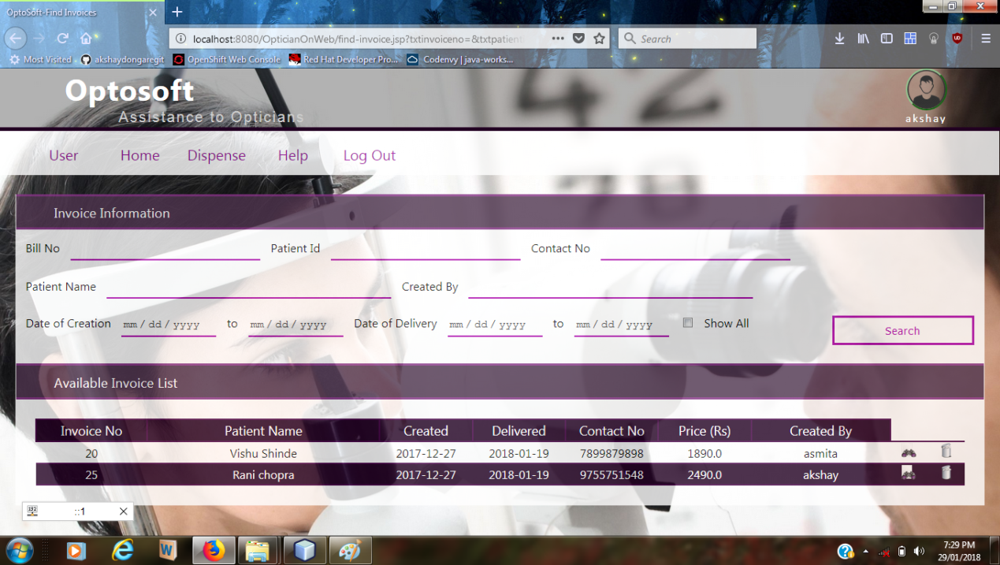 OptoSoft-Find Invoices
localhost:8080/OpticianOnWeb/find-invoice.jsp?txtinvoiceno=&txtpatient
Search
Most Visited akshaydongaregit OpenShift Web Console Red Hat Developer Pro... Codenvy | java-works...
Optosoft
Assistance to Opticians
akshay
User Home Dispense Help Log Out
Invoice Information
Bill No Patient Id Contact No
Patient Name Created By
Date of Creation mm / dd / yyyy to mm / dd / yyyy Date of Delivery mm / dd / yyyy to mm / dd / yyyy Show All
Search
Available Invoice List
Invoice No Patient Name Created Delivered Contact No Price (Rs) Created By
20 Vishu Shinde 2017-12-27 2018-01-19 7899879898 1890.0 asmita
25 Rani chopra 2017-12-27 2018-01-19 9755751548 2490.0 akshay
::1
7:29 PM
29/01/2018